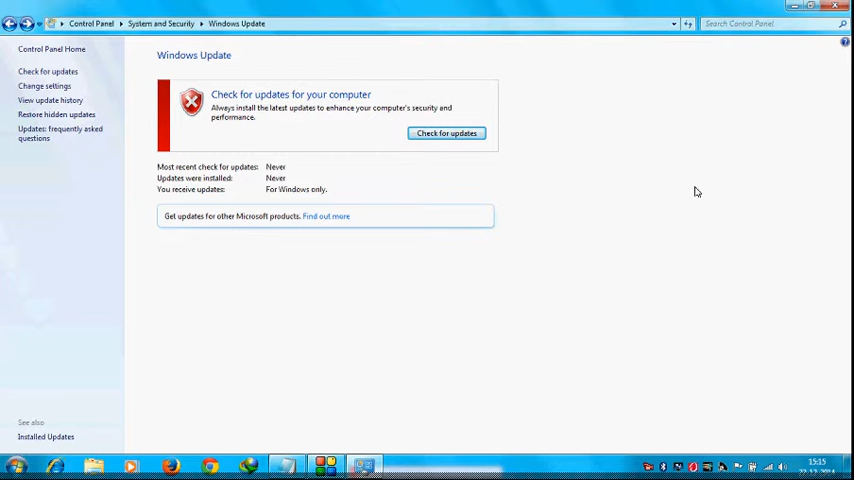 Control Panel ▸ System and Security ▸ Windows Update
Search Control Panel
Control Panel Home
Check for updates
Change settings
View update history
Restore hidden updates
Updates: frequently asked
questions
Windows Update
Check for updates for your computer
Always install the latest updates to enhance your computer's security and
performance.
Check for updates
Most recent check for updates: Never
Updates were installed: Never
You receive updates: For Windows only.
Get updates for other Microsoft products. Find out more
See also
Installed Updates
15:15
22-12-2014